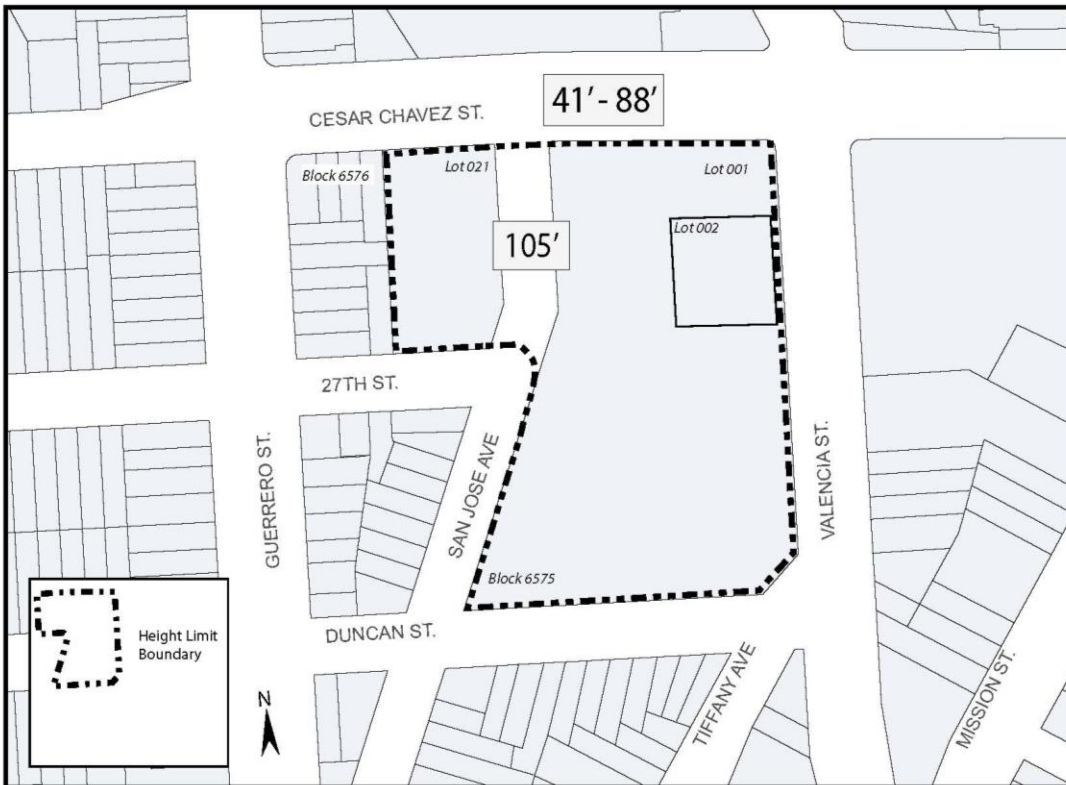 41' - 88'
CESAR CHAVEZ ST.
Block 6576
Lot 021
Lot 001
Lot 002
105'
27TH ST.
GUERRERO ST.
SAN JOSE AVE
VALENCIA ST.
Block 6575
DUNCAN ST.
TIFFANY AVE
MISSION ST.
Height Limit
Boundary
N